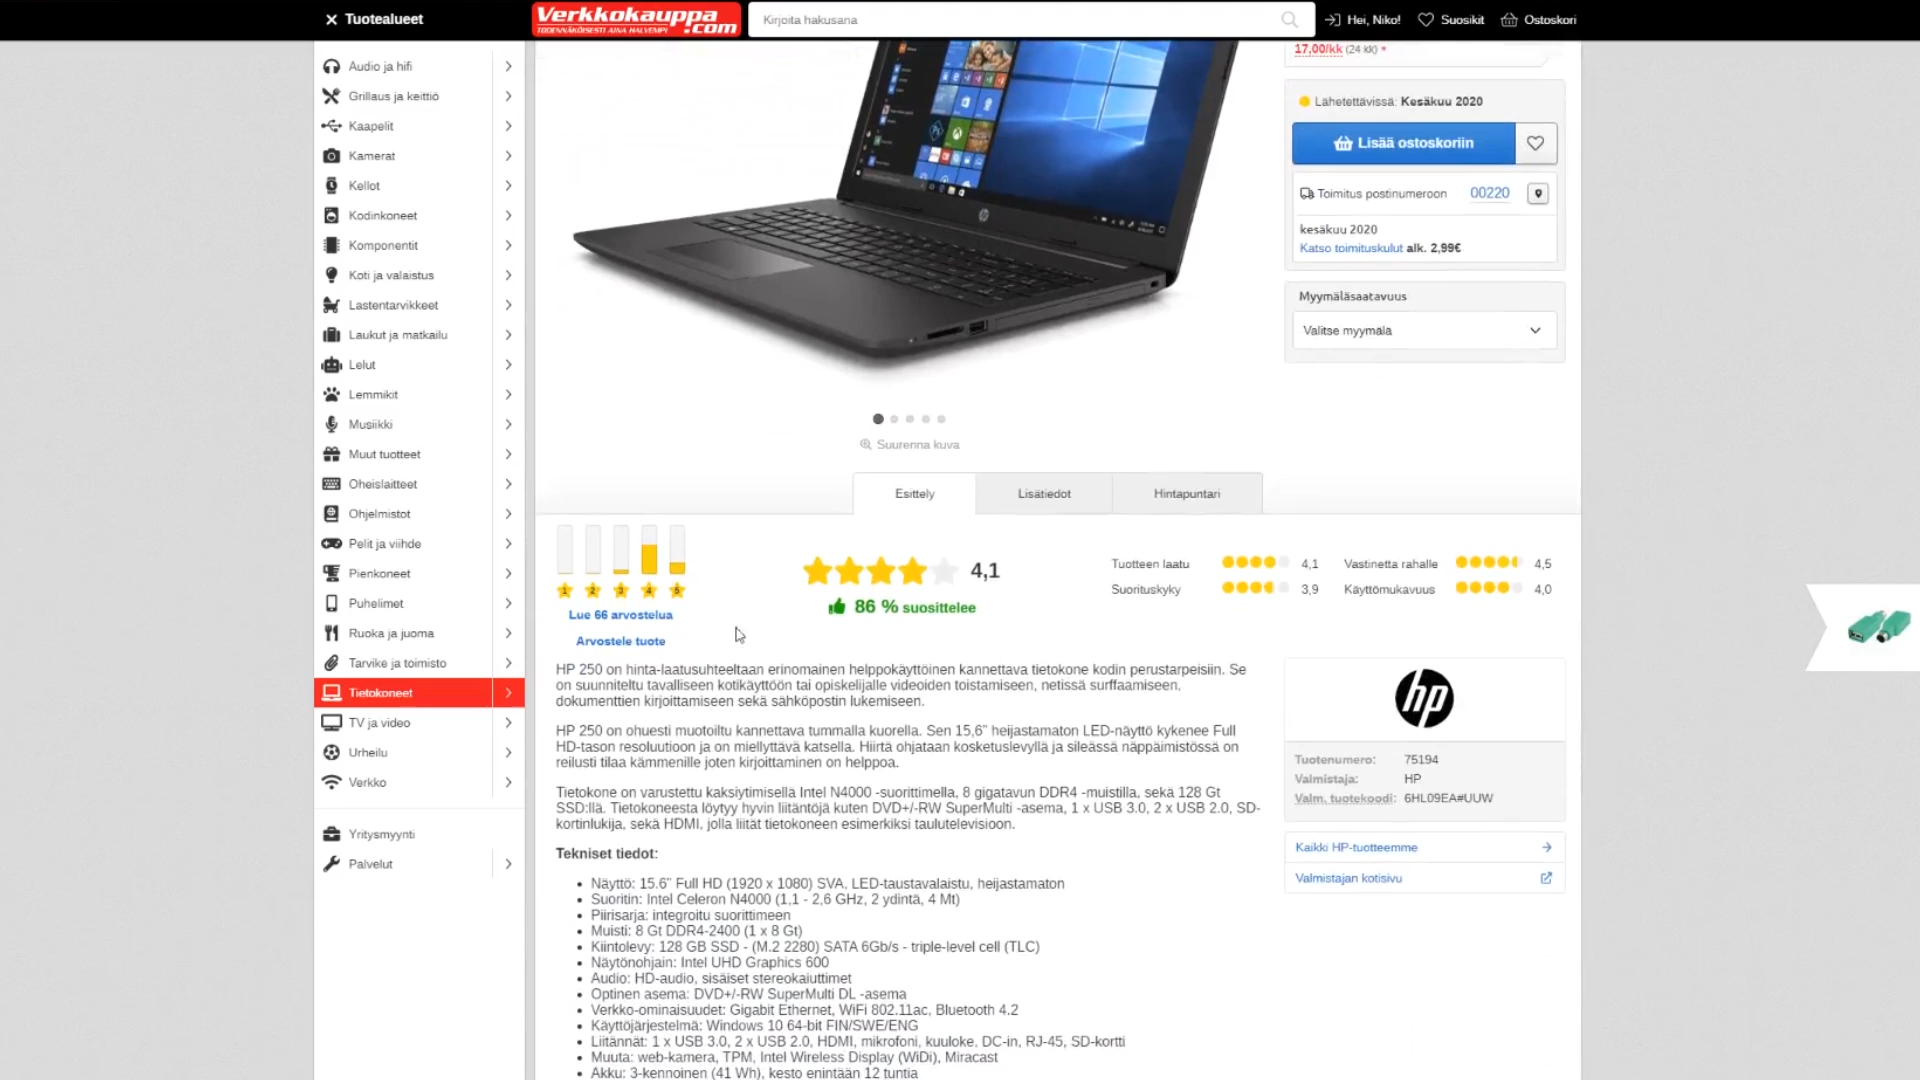 Tuotealueet
Verkkokauppa.com
TODENNÄKÖISESTI AINA HALVEMPI
Kirjoita hakusana
Hei, Niko!
Suosikit
Ostoskori
Audio ja hifi
Grillaus ja keittiö
Kaapelit
Kamerat
Kellot
Kodinkoneet
Komponentit
Koti ja valaistus
Lastentarvikkeet
Laukut ja matkailu
Lelut
Lemmikit
Musiikki
Muut tuotteet
Oheislaitteet
Ohjelmistot
Pelit ja viihde
Pienkoneet
Puhelimet
Ruoka ja juoma
Tarvike ja toimisto
Tietokoneet
TV ja video
Urheilu
Verkko
Yritysmyynti
Palvelut
17,00/kk (24 kk) *
Lähetettävissä: Kesäkuu 2020
Lisää ostoskoriin
Toimitus postinumeroon 00220
kesäkuu 2020
Katso toimituskulut alk. 2,99€
Myymäläsaatavuus
Valitse myymälä
Suurenna kuva
Esittely
Lisätiedot
Hintapuntari
1 2 3 4 5
Lue 66 arvostelua
Arvostele tuote
4,1
86 % suosittelee
Tuotteen laatu 4,1
Vastinetta rahalle 4,5
Suorituskyky 3,9
Käyttömukavuus 4,0
HP 250 on hinta-laatusuhteeltaan erinomainen helppokäyttöinen kannettava tietokone kodin perustarpeisiin. Se
on suunniteltu tavalliseen kotikäyttöön tai opiskelijalle videoiden toistamiseen, netissä surffaamiseen,
dokumenttien kirjoittamiseen sekä sähköpostin lukemiseen.
HP 250 on ohuesti muotoiltu kannettava tummalla kuorella. Sen 15,6” heijastamaton LED-näyttö kykenee Full
HD-tason resoluutioon ja on miellyttävä katsella. Hiirtä ohjataan kosketuslevyllä ja sileässä näppäimistössä on
reilusti tilaa kämmenille joten kirjoittaminen on helppoa.
Tietokone on varustettu kaksiytimisellä Intel N4000 -suorittimella, 8 gigatavun DDR4 -muistilla, sekä 128 Gt
SSD:llä. Tietokoneesta löytyy hyvin liitäntöjä kuten DVD+/-RW SuperMulti -asema, 1 x USB 3.0, 2 x USB 2.0, SD-
kortinlukija, sekä HDMI, jolla liität tietokoneen esimerkiksi taulutelevisioon.
Tekniset tiedot:
• Näyttö: 15.6” Full HD (1920 x 1080) SVA, LED-taustavalaistu, heijastamaton
• Suoritin: Intel Celeron N4000 (1,1 - 2,6 GHz, 2 ydintä, 4 Mt)
• Piirisarja: integroitu suorittimeen
• Muisti: 8 Gt DDR4-2400 (1 x 8 Gt)
• Kiintolevy: 128 GB SSD - (M.2 2280) SATA 6Gb/s - triple-level cell (TLC)
• Näytönohjain: Intel UHD Graphics 600
• Audio: HD-audio, sisäiset stereokaiuttimet
• Optinen asema: DVD+/-RW SuperMulti DL -asema
• Verkko-ominaisuudet: Gigabit Ethernet, WiFi 802.11ac, Bluetooth 4.2
• Käyttöjärjestelmä: Windows 10 64-bit FIN/SWE/ENG
• Liitännät: 1 x USB 3.0, 2 x USB 2.0, HDMI, mikrofoni, kuuloke, DC-in, RJ-45, SD-kortti
• Muuta: web-kamera, TPM, Intel Wireless Display (WiDi), Miracast
• Akku: 3-kennoinen (41 Wh), kesto enintään 12 tuntia
hp
Tuotenumero: 75194
Valmistaja: HP
Valm. tuotekoodi: 6HL09EA#UUW
Kaikki HP-tuotteemme
Valmistajan kotisivu